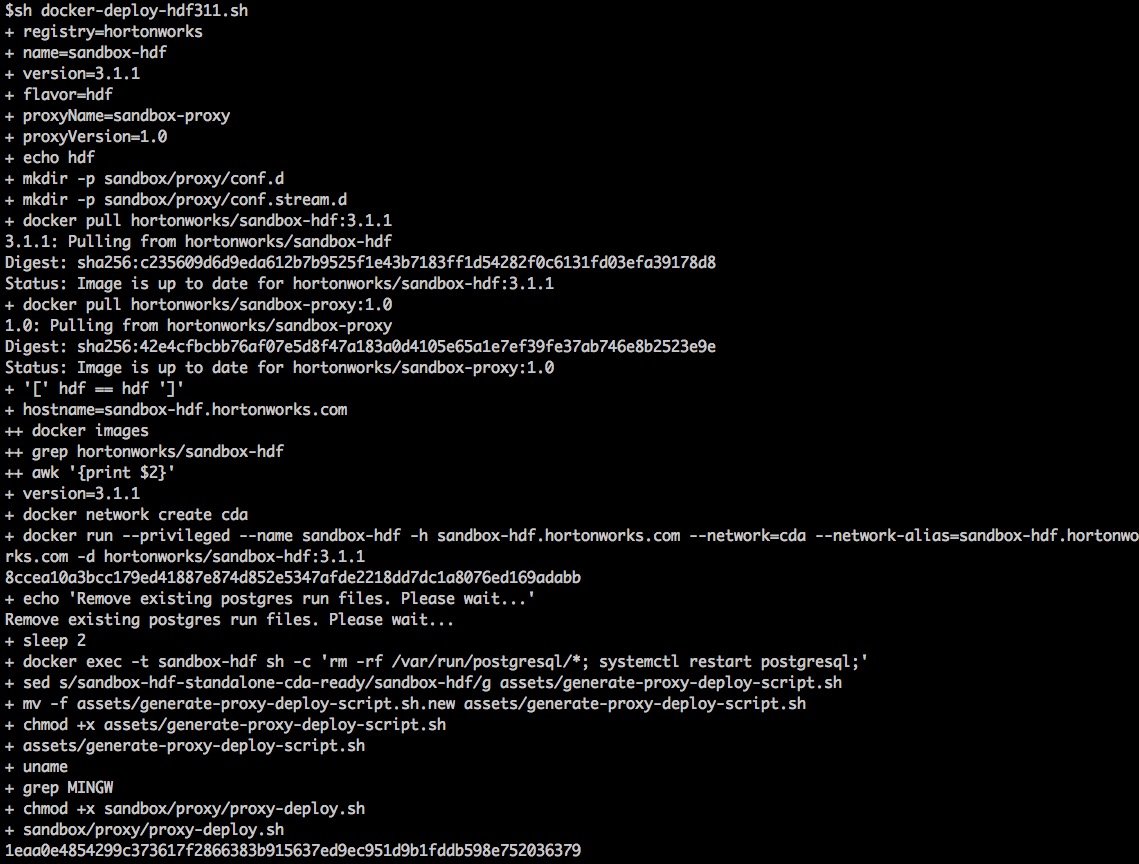 $sh docker-deploy-hdf311.sh
+ registry=hortonworks
+ name=sandbox-hdf
+ version=3.1.1
+ flavor=hdf
+ proxyName=sandbox-proxy
+ proxyVersion=1.0
+ echo hdf
+ mkdir -p sandbox/proxy/conf.d
+ mkdir -p sandbox/proxy/conf.stream.d
+ docker pull hortonworks/sandbox-hdf:3.1.1
3.1.1: Pulling from hortonworks/sandbox-hdf
Digest: sha256:c235609d6d9eda612b7b9525f1e43b7183ff1d54282f0c6131fd03efa39178d8
Status: Image is up to date for hortonworks/sandbox-hdf:3.1.1
+ docker pull hortonworks/sandbox-proxy:1.0
1.0: Pulling from hortonworks/sandbox-proxy
Digest: sha256:42e4cfbcbb76af07e5d8f47a183a0d4105e65a1e7ef39fe37ab746e8b2523e9e
Status: Image is up to date for hortonworks/sandbox-proxy:1.0
+ '[' hdf == hdf ']'
+ hostname=sandbox-hdf.hortonworks.com
++ docker images
++ grep hortonworks/sandbox-hdf
++ awk '{print $2}'
+ version=3.1.1
+ docker network create cda
+ docker run --privileged --name sandbox-hdf -h sandbox-hdf.hortonworks.com --network=cda --network-alias=sandbox-hdf.hortonwo
rks.com -d hortonworks/sandbox-hdf:3.1.1
8ccea10a3bcc179ed41887e874d852e5347afde2218dd7dc1a8076ed169adabb
+ echo 'Remove existing postgres run files. Please wait...'
Remove existing postgres run files. Please wait...
+ sleep 2
+ docker exec -t sandbox-hdf sh -c 'rm -rf /var/run/postgresql/*; systemctl restart postgresql;'
+ sed s/sandbox-hdf-standalone-cda-ready/sandbox-hdf/g assets/generate-proxy-deploy-script.sh
+ mv -f assets/generate-proxy-deploy-script.sh.new assets/generate-proxy-deploy-script.sh
+ chmod +x assets/generate-proxy-deploy-script.sh
+ assets/generate-proxy-deploy-script.sh
+ uname
+ grep MINGW
+ chmod +x sandbox/proxy/proxy-deploy.sh
+ sandbox/proxy/proxy-deploy.sh
1eaa0e4854299c373617f2866383b915637ed9ec951d9b1fddb598e752036379